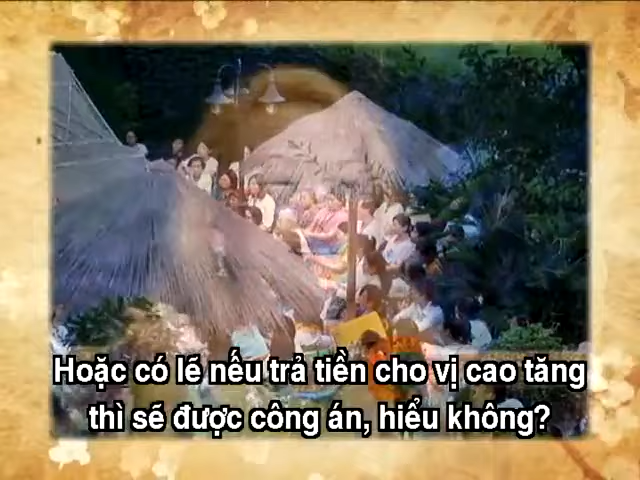 Hoặc có lẽ nếu trả tiền cho vị cao tăng
thì sẽ được công án, hiểu không?